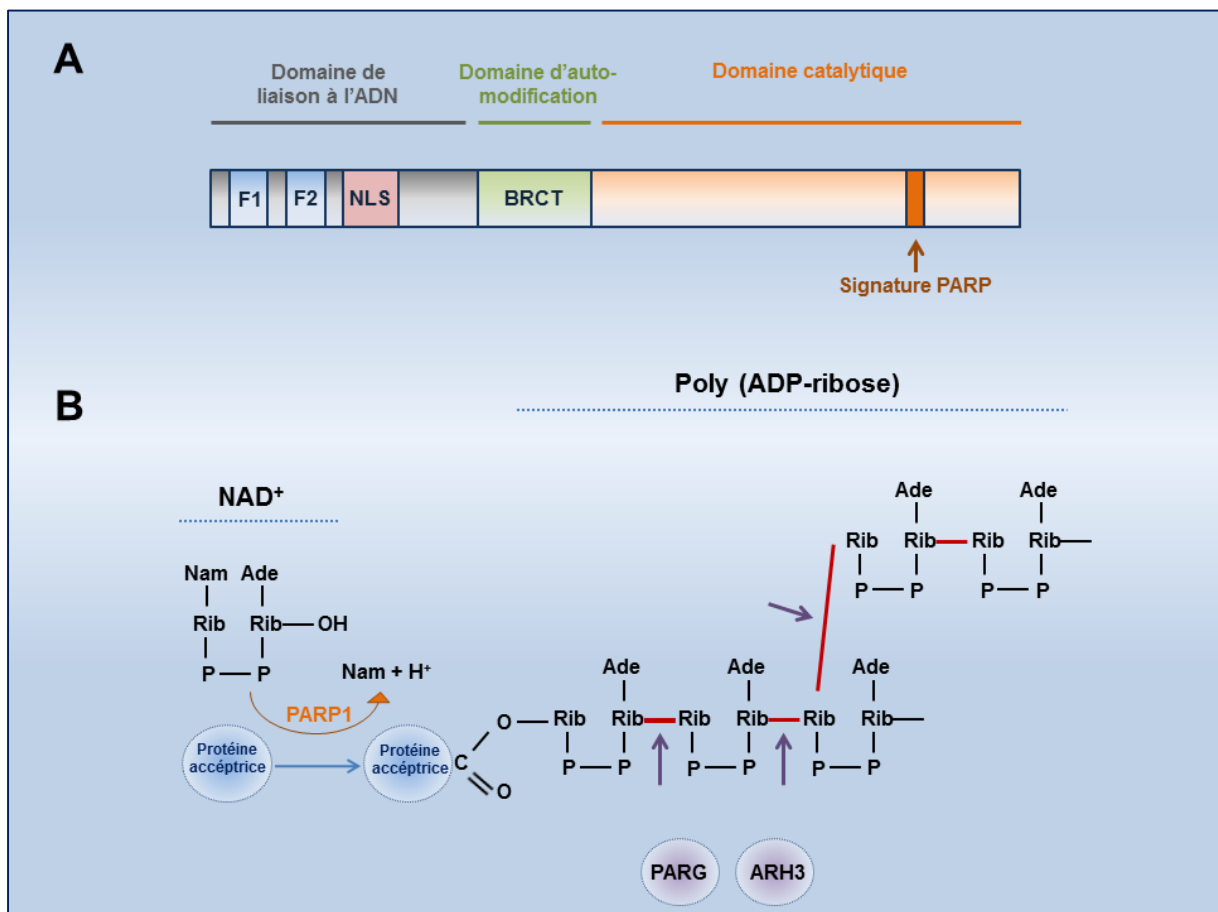 A
Domaine de
liaison à l'ADN
Domaine d'auto-
modification
Domaine catalytique
F1 F2 NLS BRCT
Signature PARP
B
Poly (ADP-ribose)
NAD⁺
Ade Ade
Rib Rib Rib Rib
P P P P
Nam Ade
Rib Rib OH
P P
Nam + H⁺
PARP1
Protéine
accéptrice
Protéine
accéptrice
C
O
O
Ade Ade Ade
Rib Rib Rib Rib Rib Rib
P P P P P P
PARG ARH3